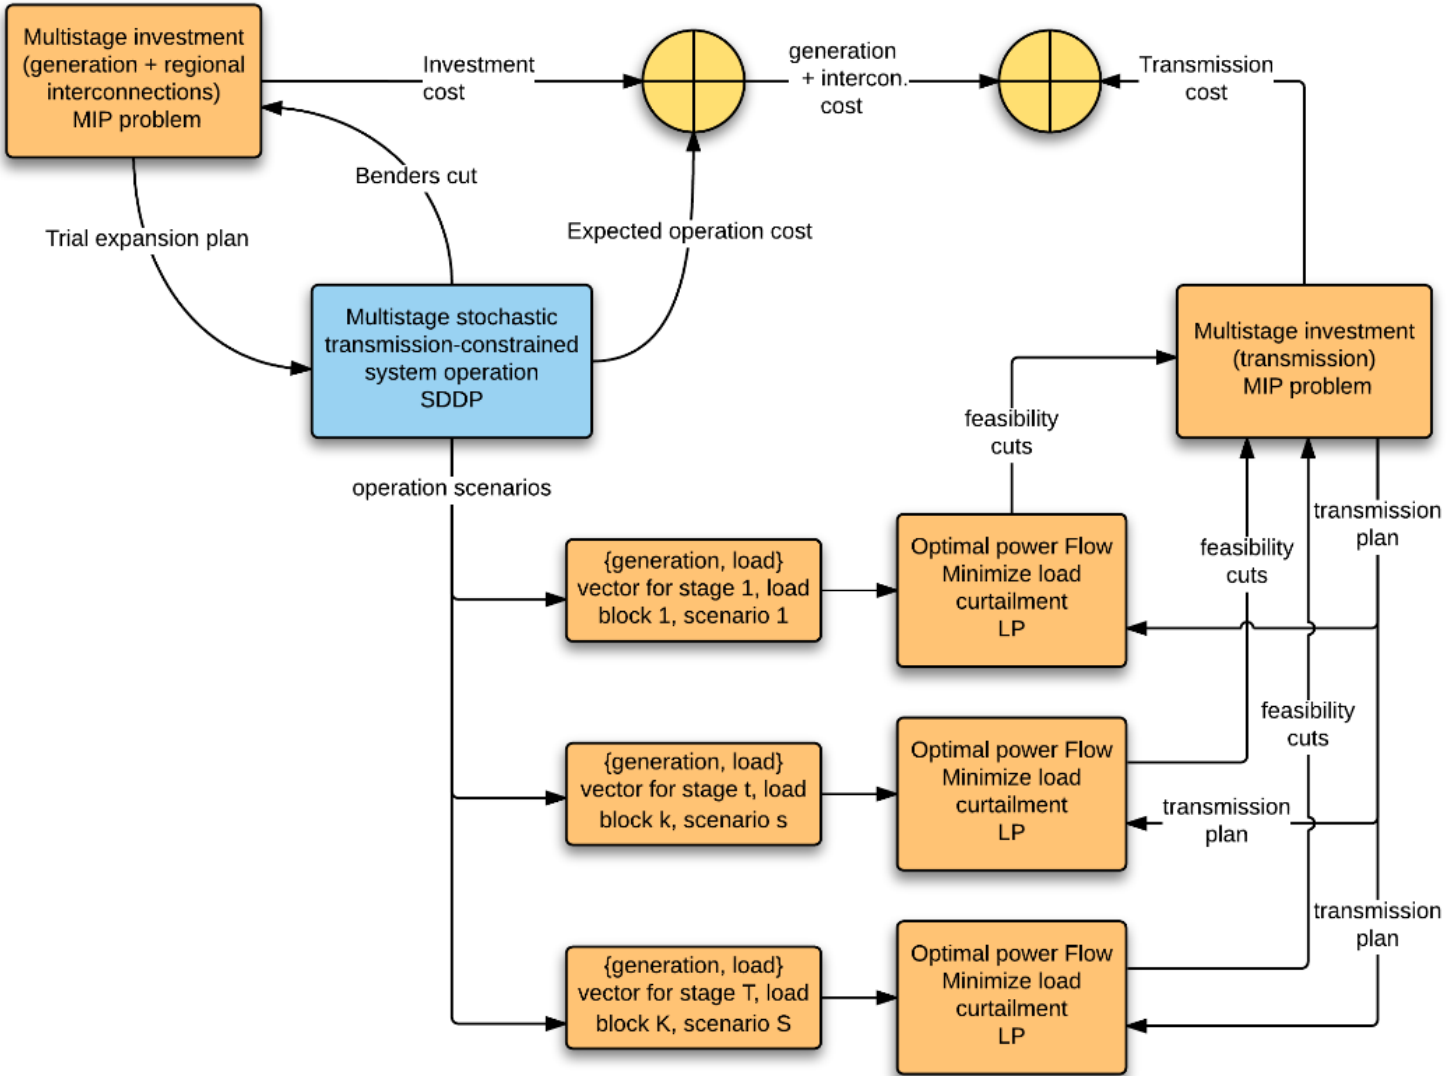 Multistage investment
(generation + regional
interconnections)
MIP problem
Investment
cost
generation
+ intercon.
cost
Transmission
cost
Benders cut
Trial expansion plan
Expected operation cost
Multistage stochastic
transmission-constrained
system operation
SDDP
Multistage investment
(transmission)
MIP problem
feasibility
cuts
operation scenarios
transmission
plan
feasibility
cuts
{generation, load}
vector for stage 1, load
block 1, scenario 1
Optimal power Flow
Minimize load
curtailment
LP
feasibility
cuts
{generation, load}
vector for stage t, load
block k, scenario s
Optimal power Flow
Minimize load
curtailment
LP
transmission
plan
transmission
plan
{generation, load}
vector for stage T, load
block K, scenario S
Optimal power Flow
Minimize load
curtailment
LP